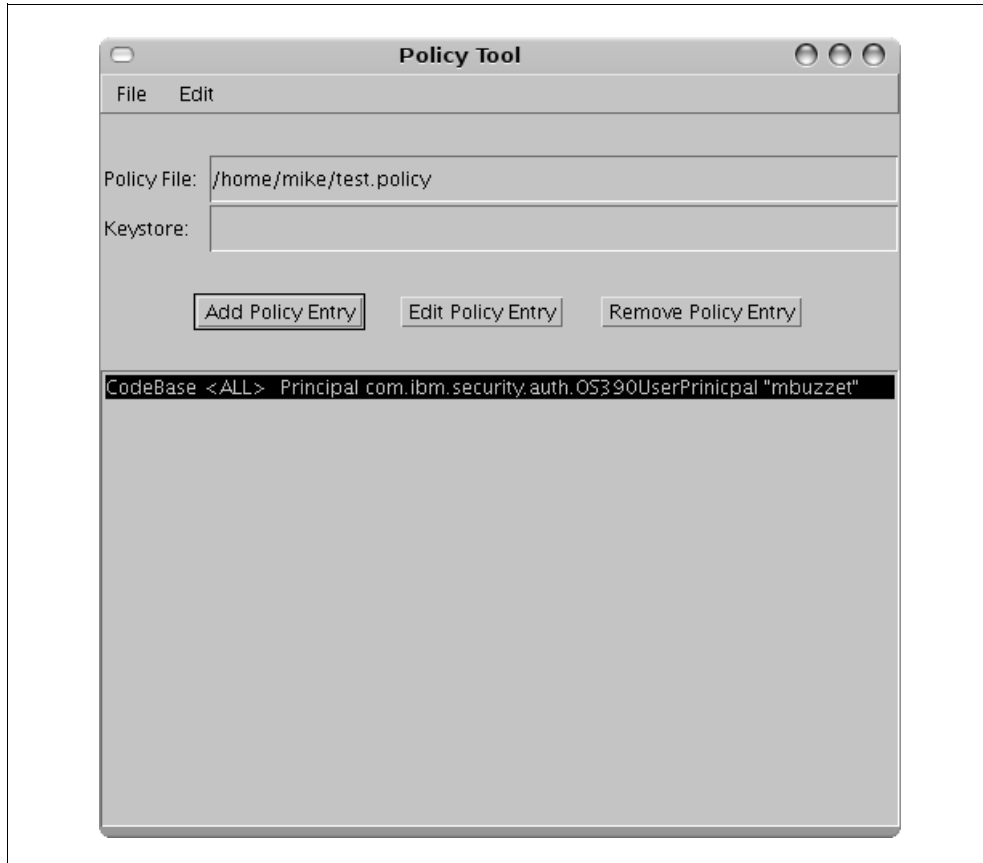 Policy Tool
File Edit
Policy File: /home/mike/test.policy
Keystore:
Add Policy Entry Edit Policy Entry Remove Policy Entry
CodeBase <ALL> Principal com.ibm.security.auth.OS390UserPrinicpal "mbuzzet"